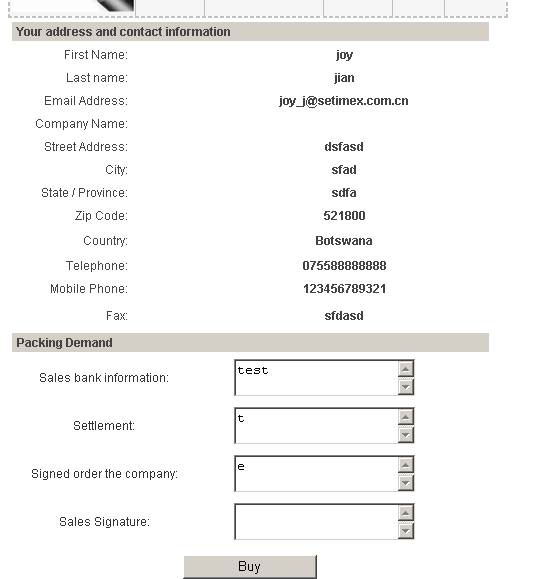 Your address and contact information
First Name: joy
Last name: jian
Email Address: joy_j@setimex.com.cn
Company Name:
Street Address: dsfasd
City: sfad
State / Province: sdfa
Zip Code: 521800
Country: Botswana
Telephone: 075588888888
Mobile Phone: 123456789321
Fax: sfdasd
Packing Demand
Sales bank information: test
Settlement: t
Signed order the company: e
Sales Signature:
Buy